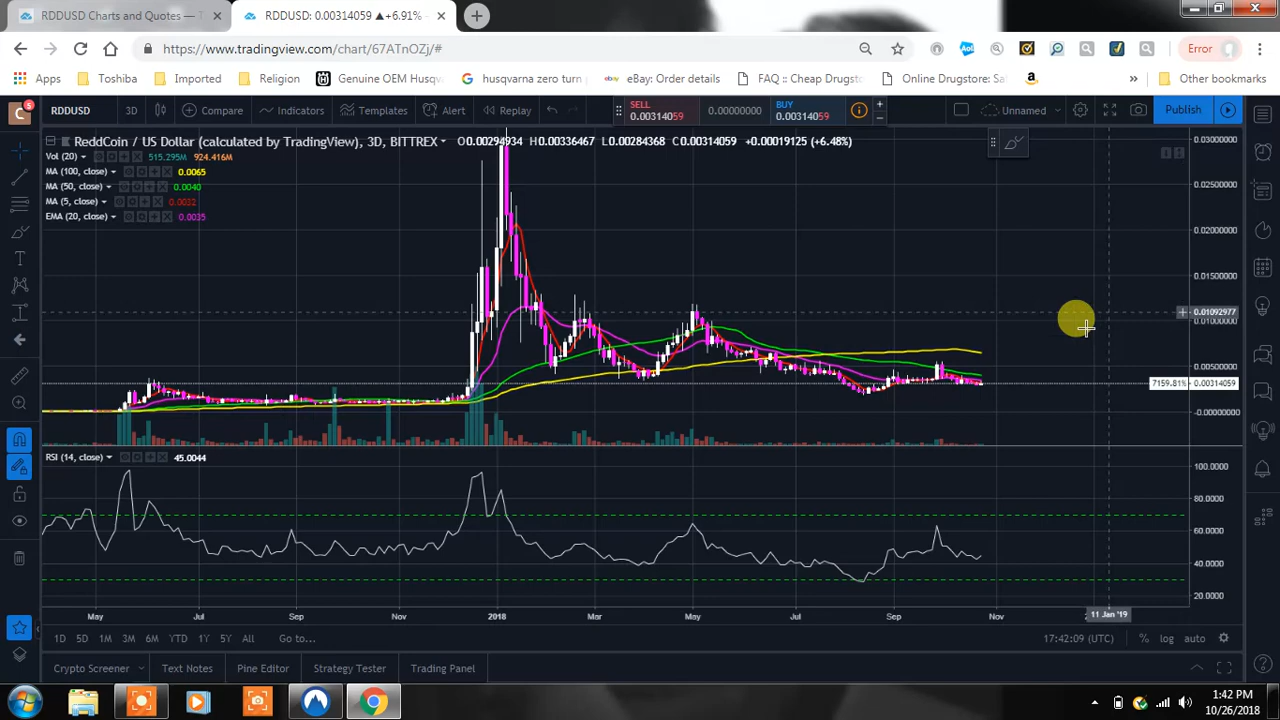 RDDUSD Charts and Quotes — T
RDDUSD: 0.00314059 ▲+6.91%
https://www.tradingview.com/chart/67ATnOZj/#
Error
Apps Toshiba Imported Religion Genuine OEM Husqv husqvarna zero turn eBay: Order details FAQ :: Cheap Drugst Online Drugstore: Sa » Other bookmarks
RDDUSD 3D Compare Indicators Templates Alert Replay SELL 0.00314059 0.00000000 BUY 0.00314059 Unnamed Publish
ReddCoin / US Dollar (calculated by TradingView), 3D, BITTREX O0.00294934 H0.00336467 L0.00284368 C0.00314059 +0.00019125 (+6.48%)
Vol (20) 515.295M 924.416M
MA (100, close) 0.0065
MA (50, close) 0.0040
MA (5, close) 0.0032
EMA (20, close) 0.0035
0.03000000
0.02500000
0.02000000
0.01500000
0.01092977
0.01000000
0.00500000
7159.81% 0.00314059
-0.00000000
RSI (14, close) 45.0044
100.0000
80.0000
60.0000
40.0000
20.0000
May Jul Sep Nov 2018 Mar May Jul Sep Nov 11 Jan '19
1D 5D 1M 3M 6M YTD 1Y 5Y All Go to... 17:42:09 (UTC) % log auto
Crypto Screener Text Notes Pine Editor Strategy Tester Trading Panel
1:42 PM
10/26/2018